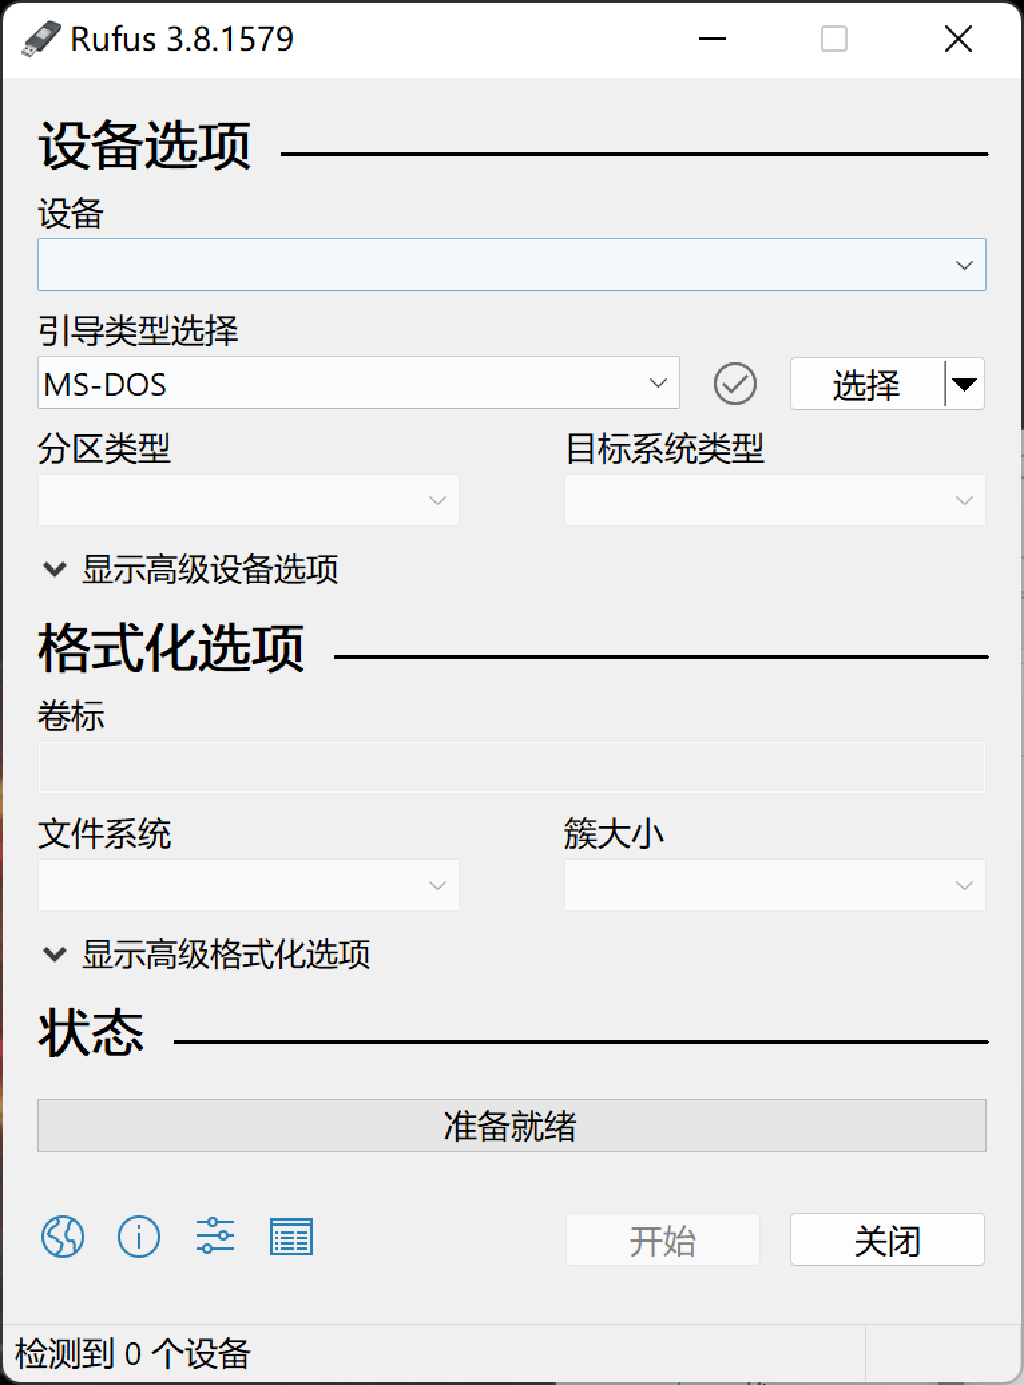 Rufus 3.8.1579
设备选项
设备
引导类型选择
MS-DOS 选择
分区类型 目标系统类型
显示高级设备选项
格式化选项
卷标
文件系统 簇大小
显示高级格式化选项
状态
准备就绪
开始 关闭
检测到 0 个设备